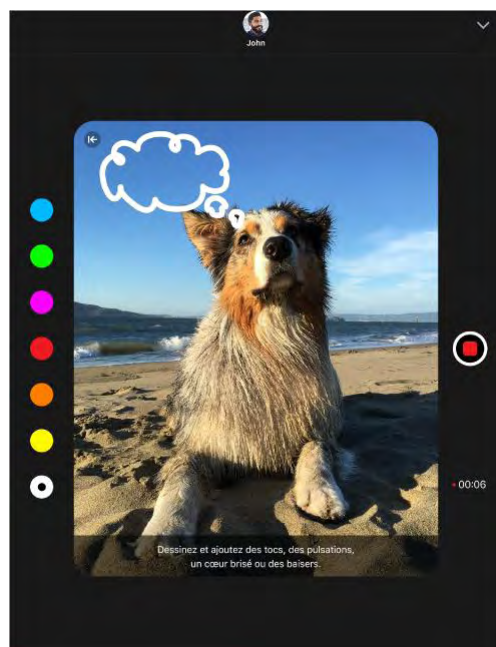 John
00:06
Dessinez et ajoutez des tocs, des pulsations,
un cœur brisé ou des baisers.